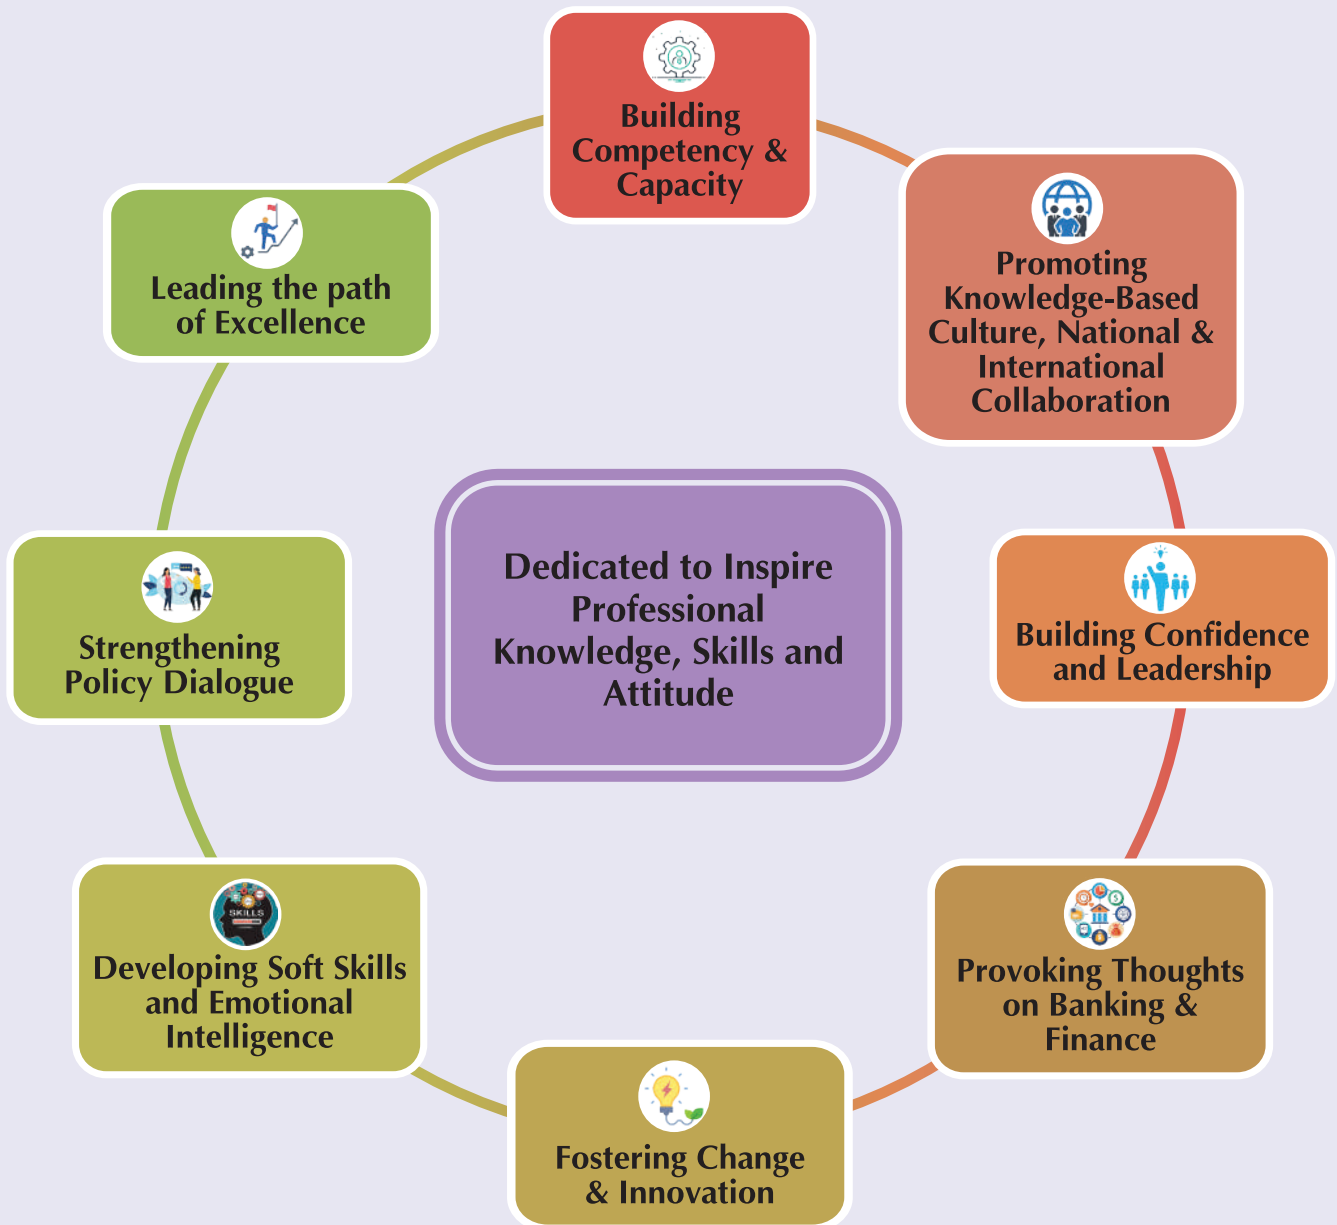 Building
Competency &
Capacity
Promoting
Knowledge-Based
Culture, National &
International
Collaboration
Building Confidence
and Leadership
Provoking Thoughts
on Banking &
Finance
Fostering Change
& Innovation
Developing Soft Skills
and Emotional
Intelligence
SKILLS
Strengthening
Policy Dialogue
Leading the path
of Excellence
Dedicated to Inspire
Professional
Knowledge, Skills and
Attitude